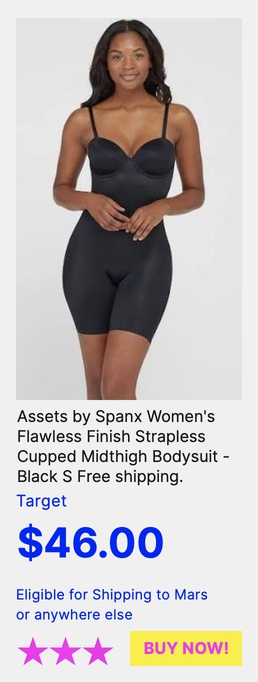 Assets by Spanx Women's
Flawless Finish Strapless
Cupped Midthigh Bodysuit -
Black S Free shipping.
Target
$46.00
Eligible for Shipping to Mars
or anywhere else
BUY NOW!